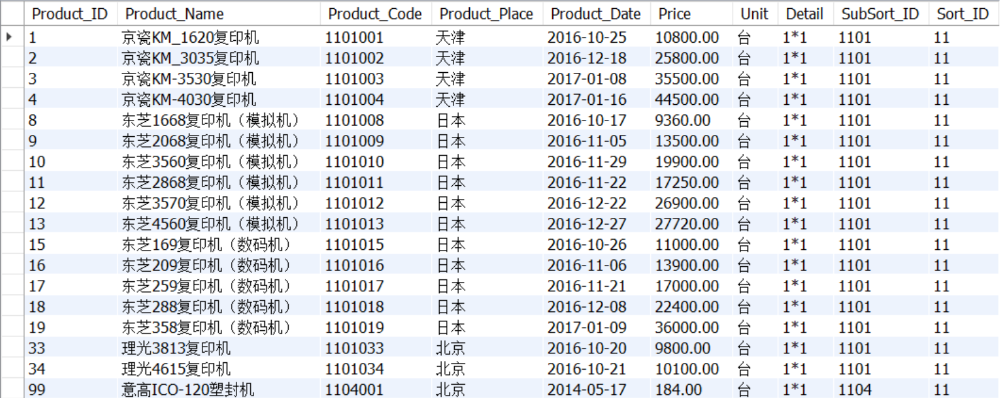 Product_ID Product_Name Product_Code Product_Place Product_Date Price Unit Detail SubSort_ID Sort_ID
1 京瓷KM_1620复印机 1101001 天津 2016-10-25 10800.00 台 1*1 1101 11
2 京瓷KM_3035复印机 1101002 天津 2016-12-18 25800.00 台 1*1 1101 11
3 京瓷KM-3530复印机 1101003 天津 2017-01-08 35500.00 台 1*1 1101 11
4 京瓷KM-4030复印机 1101004 天津 2017-01-16 44500.00 台 1*1 1101 11
8 东芝1668复印机（模拟机） 1101008 日本 2016-10-17 9360.00 台 1*1 1101 11
9 东芝2068复印机（模拟机） 1101009 日本 2016-11-05 13500.00 台 1*1 1101 11
10 东芝3560复印机（模拟机） 1101010 日本 2016-11-29 19900.00 台 1*1 1101 11
11 东芝2868复印机（模拟机） 1101011 日本 2016-11-22 17250.00 台 1*1 1101 11
12 东芝3570复印机（模拟机） 1101012 日本 2016-12-22 26900.00 台 1*1 1101 11
13 东芝4560复印机（模拟机） 1101013 日本 2016-12-27 27720.00 台 1*1 1101 11
15 东芝169复印机（数码机） 1101015 日本 2016-10-26 11000.00 台 1*1 1101 11
16 东芝209复印机（数码机） 1101016 日本 2016-11-06 13900.00 台 1*1 1101 11
17 东芝259复印机（数码机） 1101017 日本 2016-11-21 17000.00 台 1*1 1101 11
18 东芝288复印机（数码机） 1101018 日本 2016-12-08 22400.00 台 1*1 1101 11
19 东芝358复印机（数码机） 1101019 日本 2017-01-09 36000.00 台 1*1 1101 11
33 理光3813复印机 1101033 北京 2016-10-20 9800.00 台 1*1 1101 11
34 理光4615复印机 1101034 北京 2016-10-21 10100.00 台 1*1 1101 11
99 意高ICO-120塑封机 1104001 北京 2014-05-17 184.00 台 1*1 1104 11